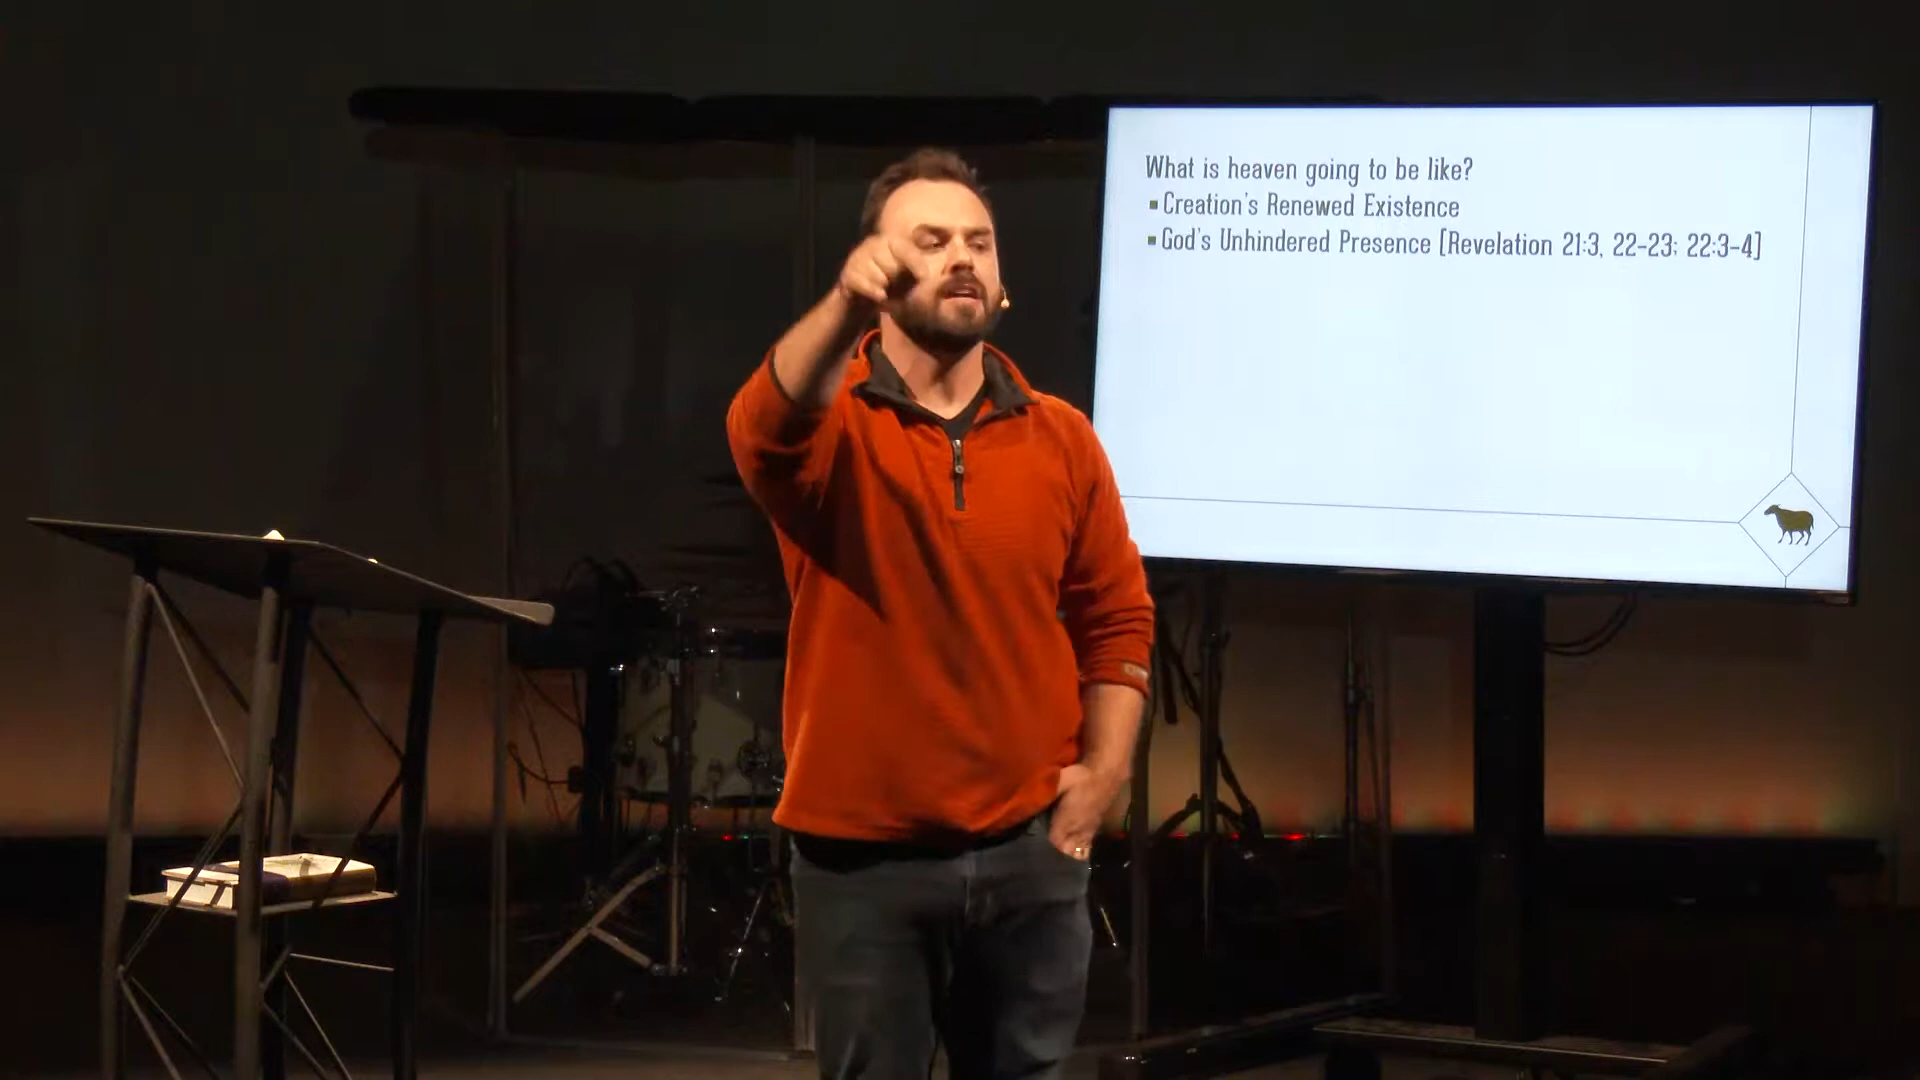 What is heaven going to be like?
▪ Creation's Renewed Existence
▪ God's Unhindered Presence [Revelation 21:3, 22-23; 22:3-4]